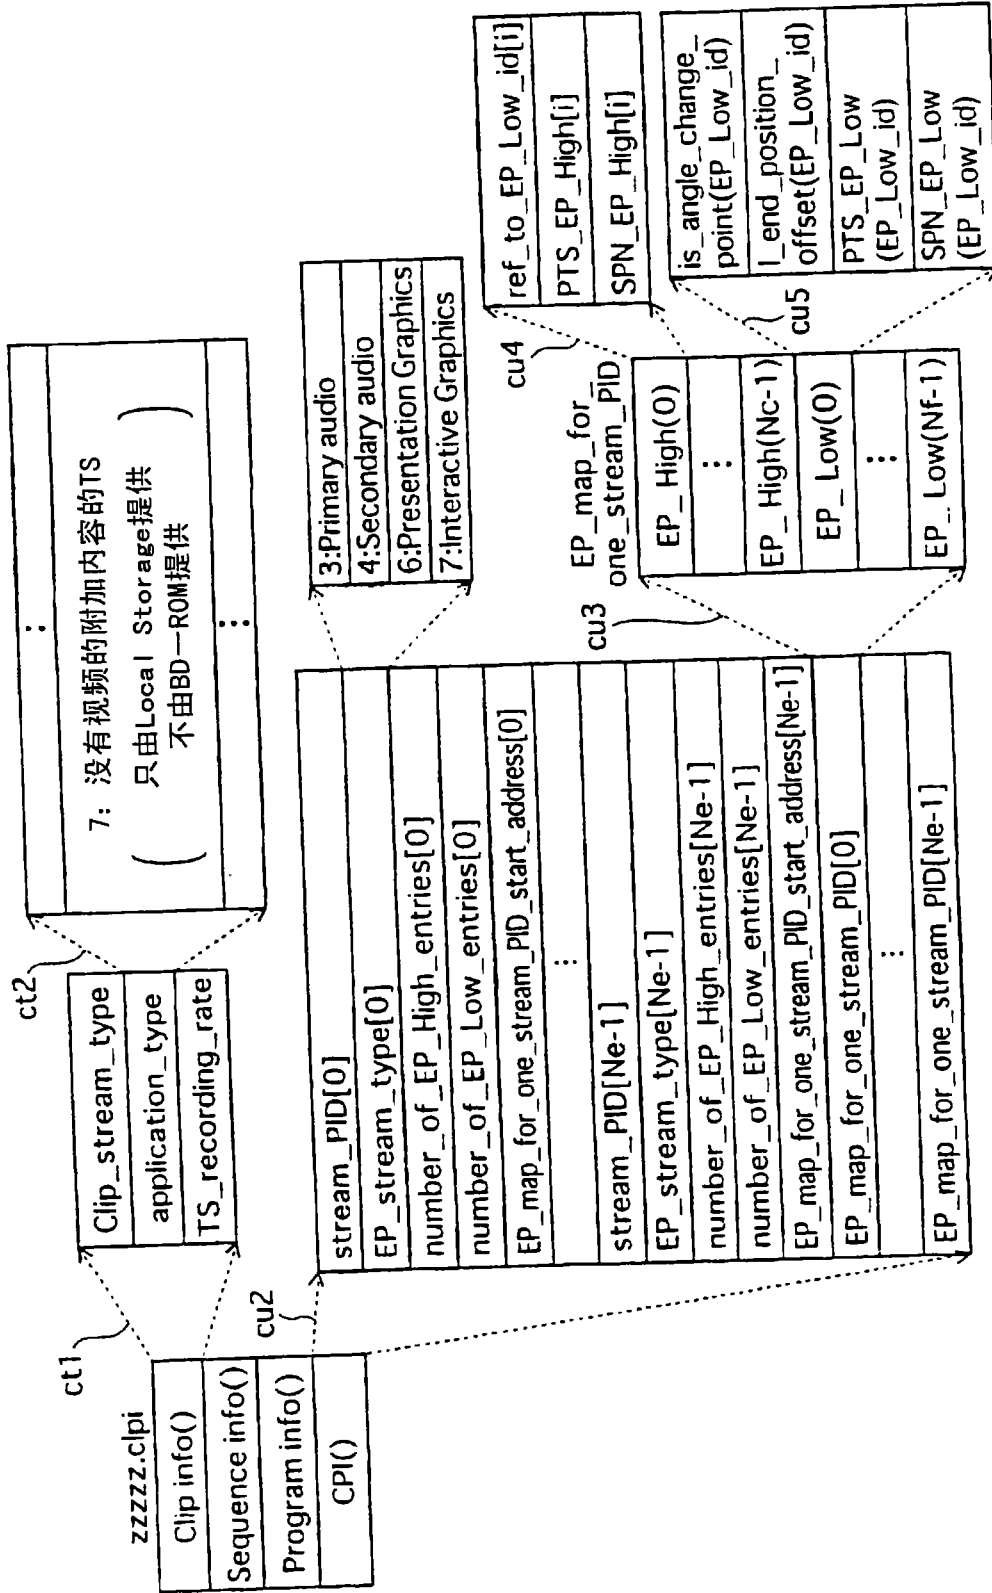 zzzzz.clpi
Clip info()
Sequence info()
Program info()
CPI()
ct1
Clip_stream_type
application_type
TS_recording_rate
ct2
⋮
7：没有视频的附加内容的TS
(只由Local Storage提供
不由BD—ROM提供)
⋮
cu2
stream_PID[0]
EP_stream_type[0]
number_of_EP_High_entries[0]
number_of_EP_Low_entries[0]
EP_map_for_one_stream_PID_start_address[0]
⋮
stream_PID[Ne-1]
EP_stream_type[Ne-1]
number_of_EP_High_entries[Ne-1]
number_of_EP_Low_entries[Ne-1]
EP_map_for_one_stream_PID_start_address[Ne-1]
EP_map_for_one_stream_PID[0]
⋮
EP_map_for_one_stream_PID[Ne-1]
3:Primary audio
4:Secondary audio
6:Presentation Graphics
7:Interactive Graphics
cu3
EP_map_for_
one_stream_PID
EP_High(0)
⋮
EP_High(Nc-1)
EP_Low(0)
⋮
EP_Low(Nf-1)
cu4
ref_to_EP_Low_id[i]
PTS_EP_High[i]
SPN_EP_High[i]
cu5
is_angle_change_
point(EP_Low_id)
I_end_position_
offset(EP_Low_id)
PTS_EP_Low
(EP_Low_id)
SPN_EP_Low
(EP_Low_id)